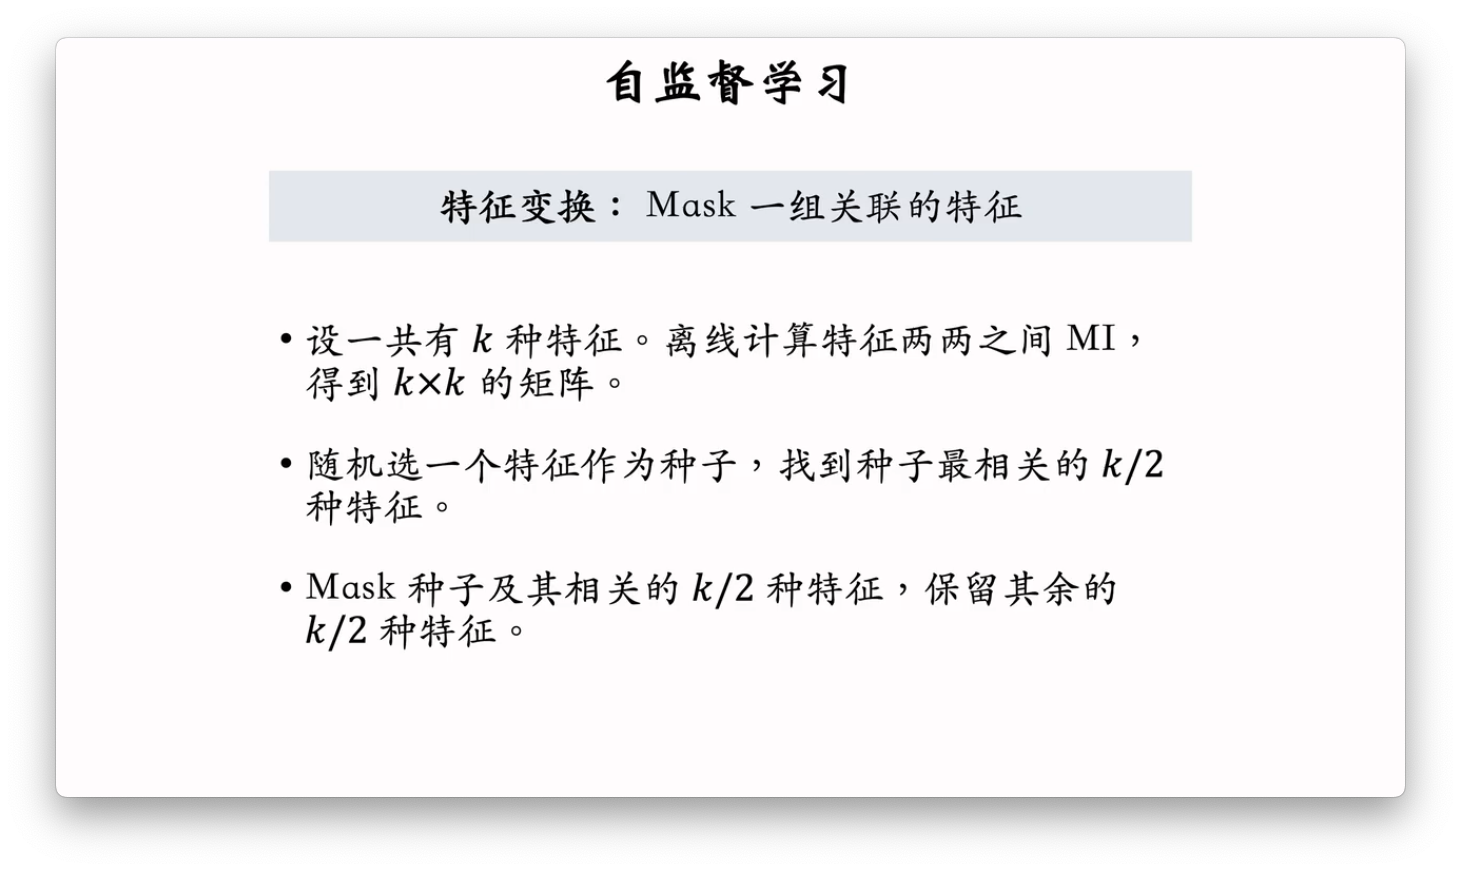 自监督学习
特征变换：Mask 一组关联的特征
• 设一共有 k 种特征。离线计算特征两两之间 MI，
得到 k×k 的矩阵。
• 随机选一个特征作为种子，找到种子最相关的 k/2
种特征。
• Mask 种子及其相关的 k/2 种特征，保留其余的
k/2 种特征。